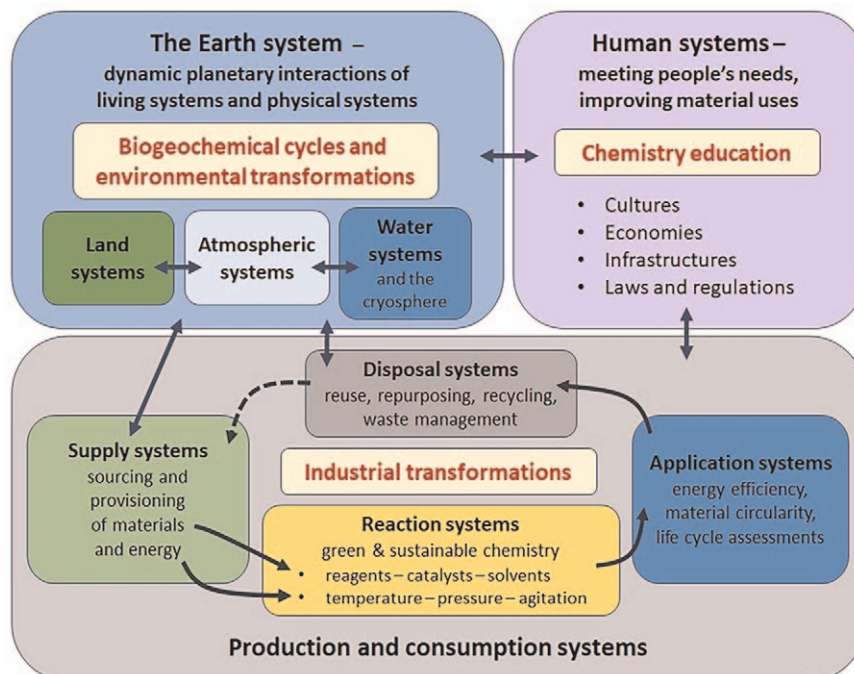 The Earth system –
dynamic planetary interactions of
living systems and physical systems
Biogeochemical cycles and
environmental transformations
Land
systems
Atmospheric
systems
Water
systems
and the
cryosphere
Human systems–
meeting people's needs,
improving material uses
Chemistry education
• Cultures
• Economies
• Infrastructures
• Laws and regulations
Disposal systems
reuse, repurposing, recycling,
waste management
Supply systems
sourcing and
provisioning
of materials
and energy
Industrial transformations
Reaction systems
green & sustainable chemistry
• reagents–catalysts–solvents
• temperature–pressure–agitation
Application systems
energy efficiency,
material circularity,
life cycle assessments
Production and consumption systems